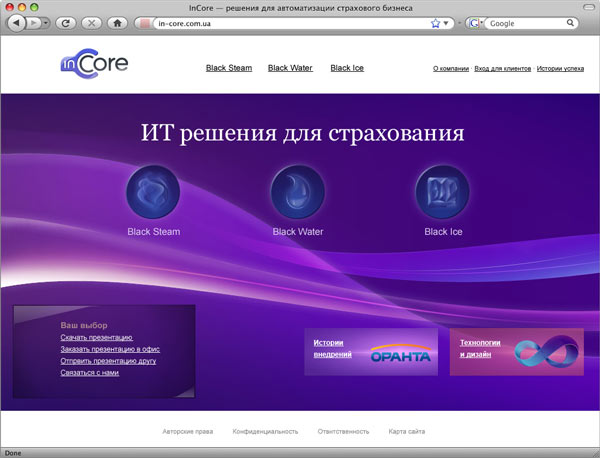 InCore — решения для автоматизации страхового бизнеса
in-core.com.ua
Google
inCore
Black Steam
Black Water
Black Ice
О компании · Вход для клиентов · Истории успеха
ИТ решения для страхования
Black Steam
Black Water
Black Ice
Ваш выбор
Скачать презентацию
Заказать презентацию в офис
Отпрвить презентацию другу
Связаться с нами
Истории
внедрений
ОРАНТА
Технологии
и дизайн
Авторские права
Конфиденциальность
Отвитственность
Карта сайта
Done